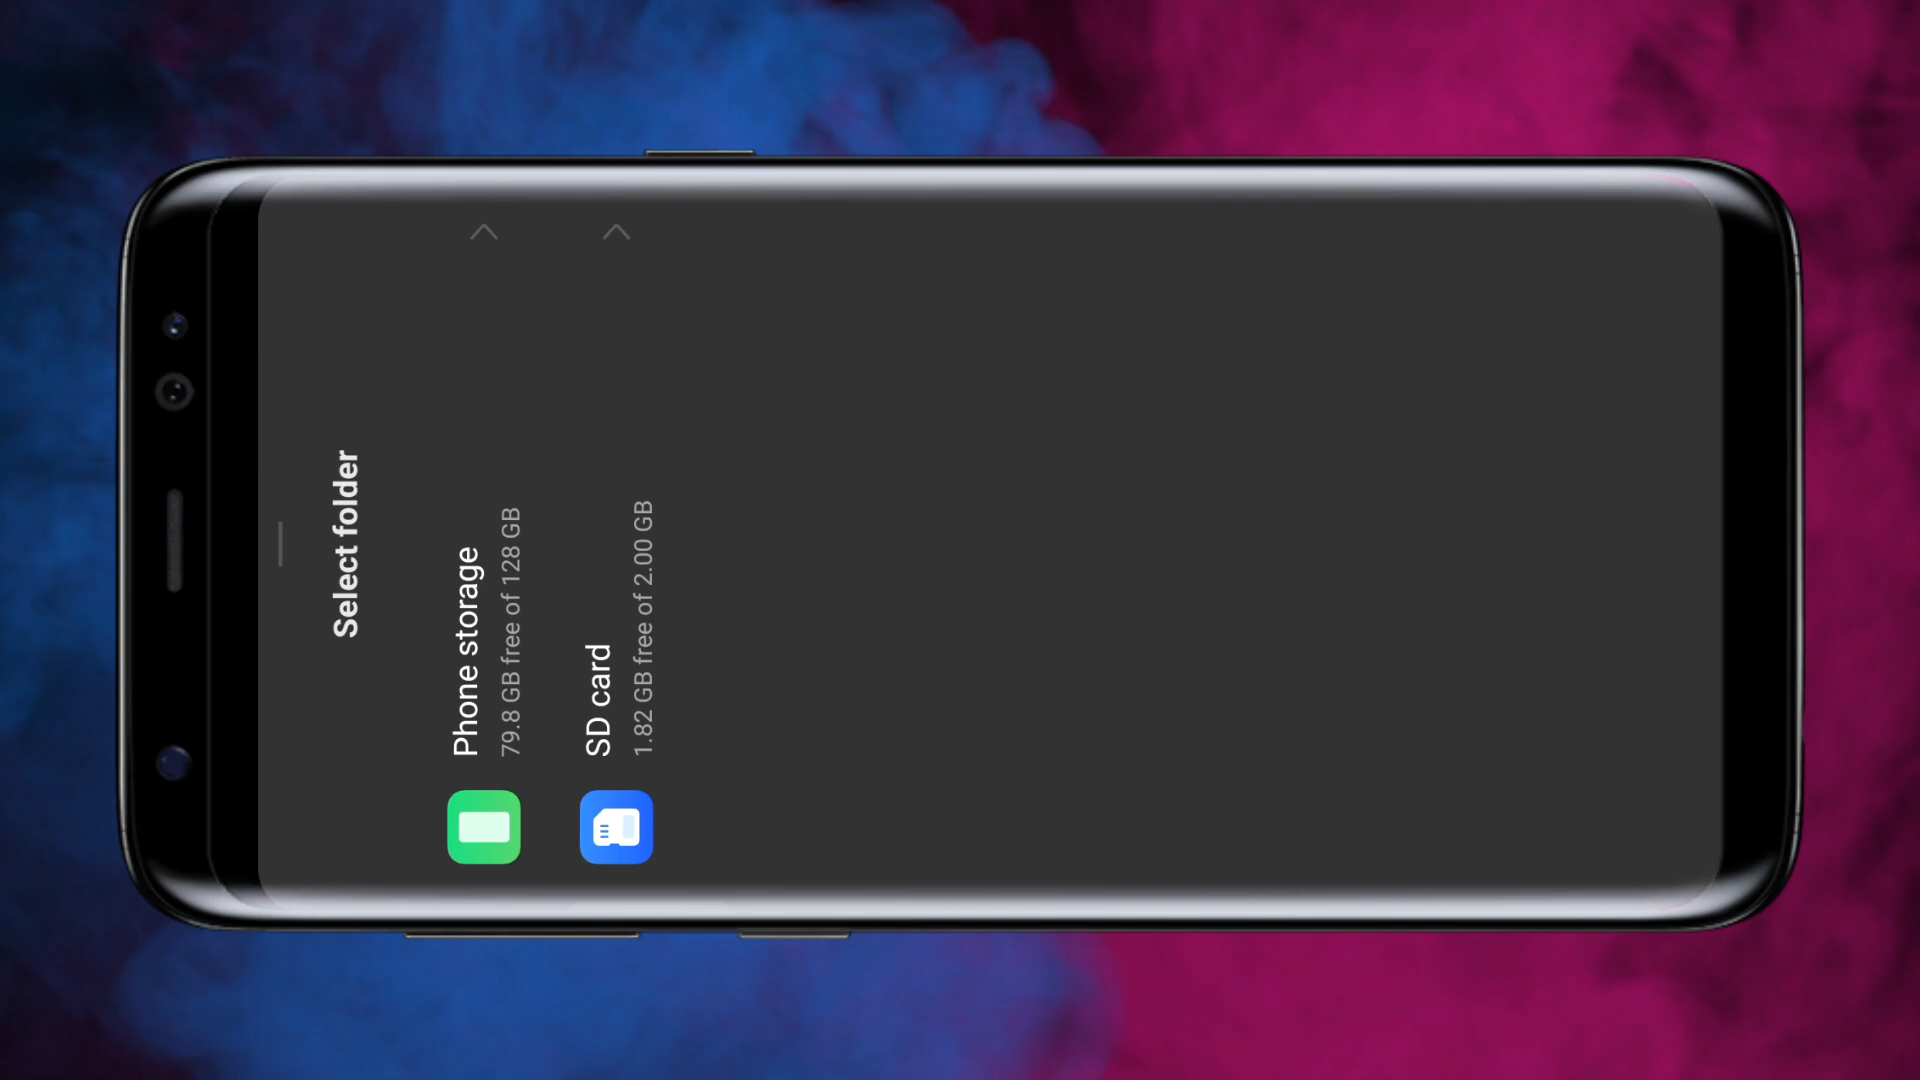 Select folder
Phone storage
79.8 GB free of 128 GB
SD card
1.82 GB free of 2.00 GB